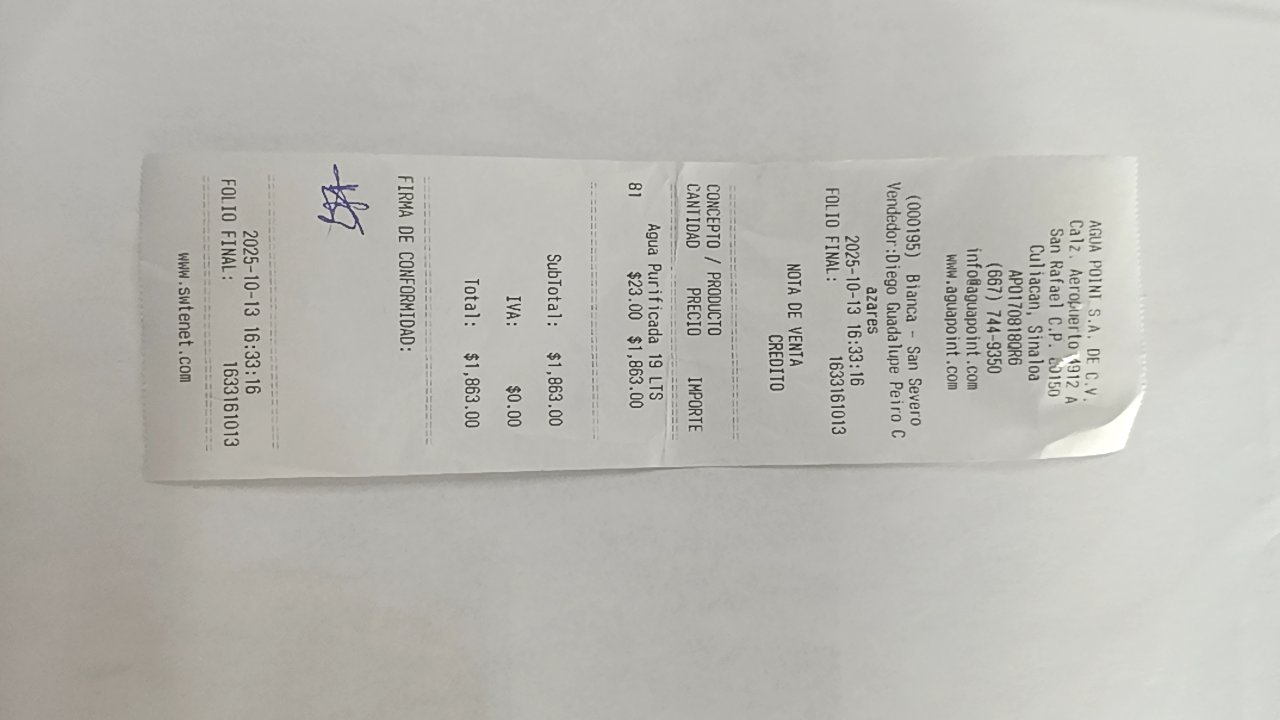 AGUA POINT S.A. DE C.V.
Calz. Aeropuerto 4912 A
San Rafael C.P. 80150
Culiacan, Sinaloa
APO170818QR6
(667) 744-9350
info@aguapoint.com
www.aguapoint.com
(000195) Bianca - San Severo
Vendedor:Diego Guadalupe Peiro C
azares
2025-10-13 16:33:16
FOLIO FINAL: 1633161013
NOTA DE VENTA
CREDITO
CONCEPTO / PRODUCTO
CANTIDAD PRECIO IMPORTE
Agua Purificada 19 LTS
81 $23.00 $1,863.00
SubTotal: $1,863.00
IVA: $0.00
Total: $1,863.00
FIRMA DE CONFORMIDAD:
2025-10-13 16:33:16
FOLIO FINAL: 1633161013
www.swtenet.com